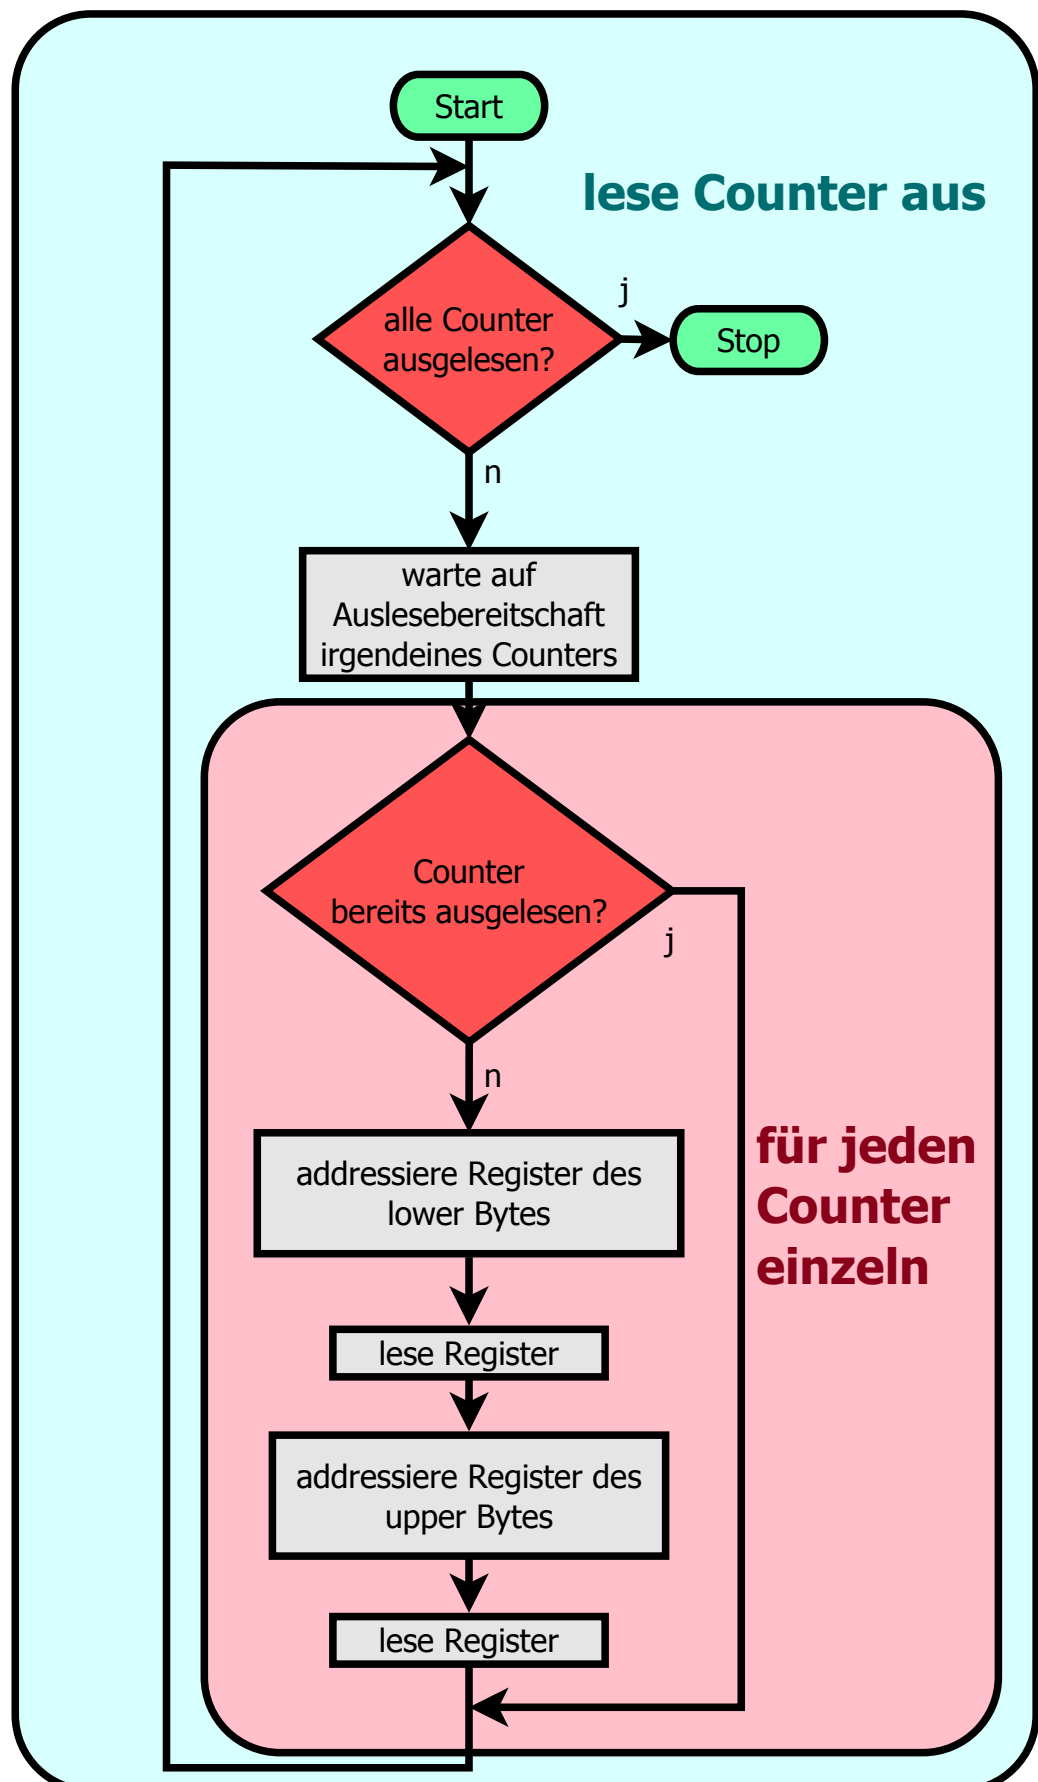 Start
lese Counter aus
j
alle Counter
ausgelesen?
Stop
n
warte auf
Auslesebereitschaft
irgendeines Counters
Counter
bereits ausgelesen?
j
n
addressiere Register des
lower Bytes
für jeden
Counter
einzeln
lese Register
addressiere Register des
upper Bytes
lese Register